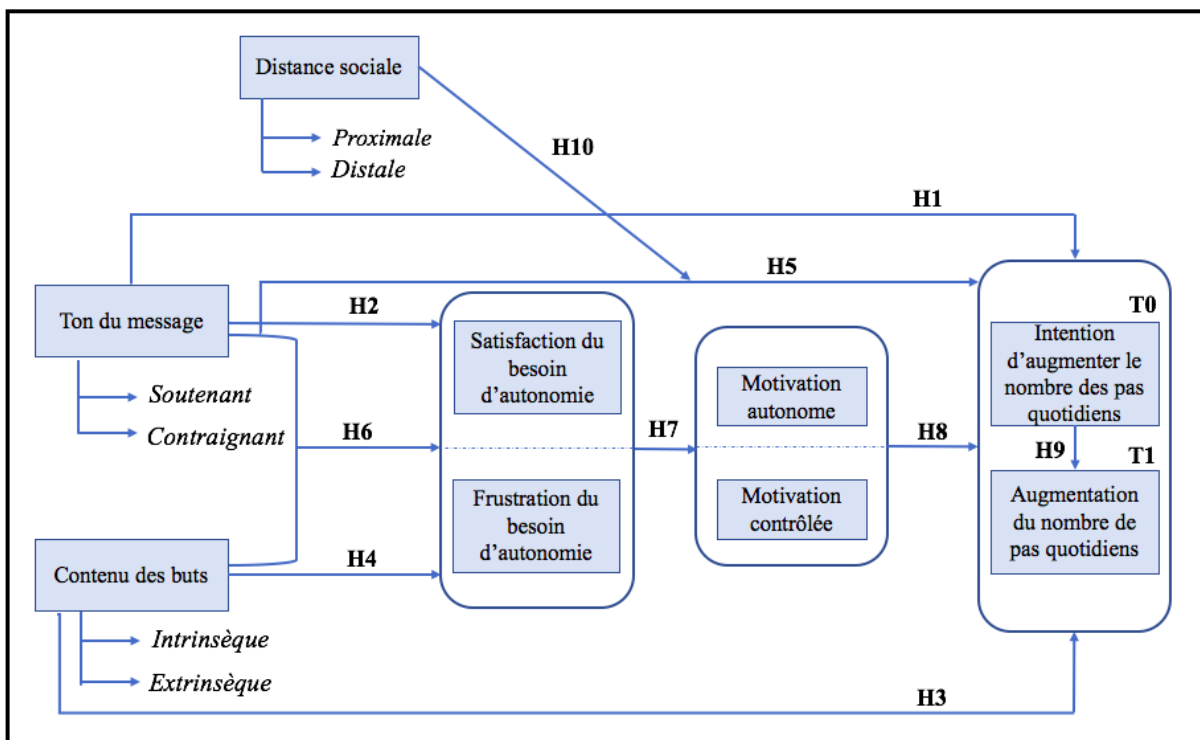 Distance sociale
Proximale
Distale
H10
H1
H5
Ton du message
H2
Soutenant
Contraignant
H6
Contenu des buts
H4
Intrinsèque
Extrinsèque
H3
Satisfaction du
besoin
d’autonomie
Frustration du
besoin
d’autonomie
H7
Motivation
autonome
Motivation
contrôlée
H8
T0
Intention
d’augmenter le
nombre des pas
quotidiens
H9
T1
Augmentation
du nombre de
pas quotidiens